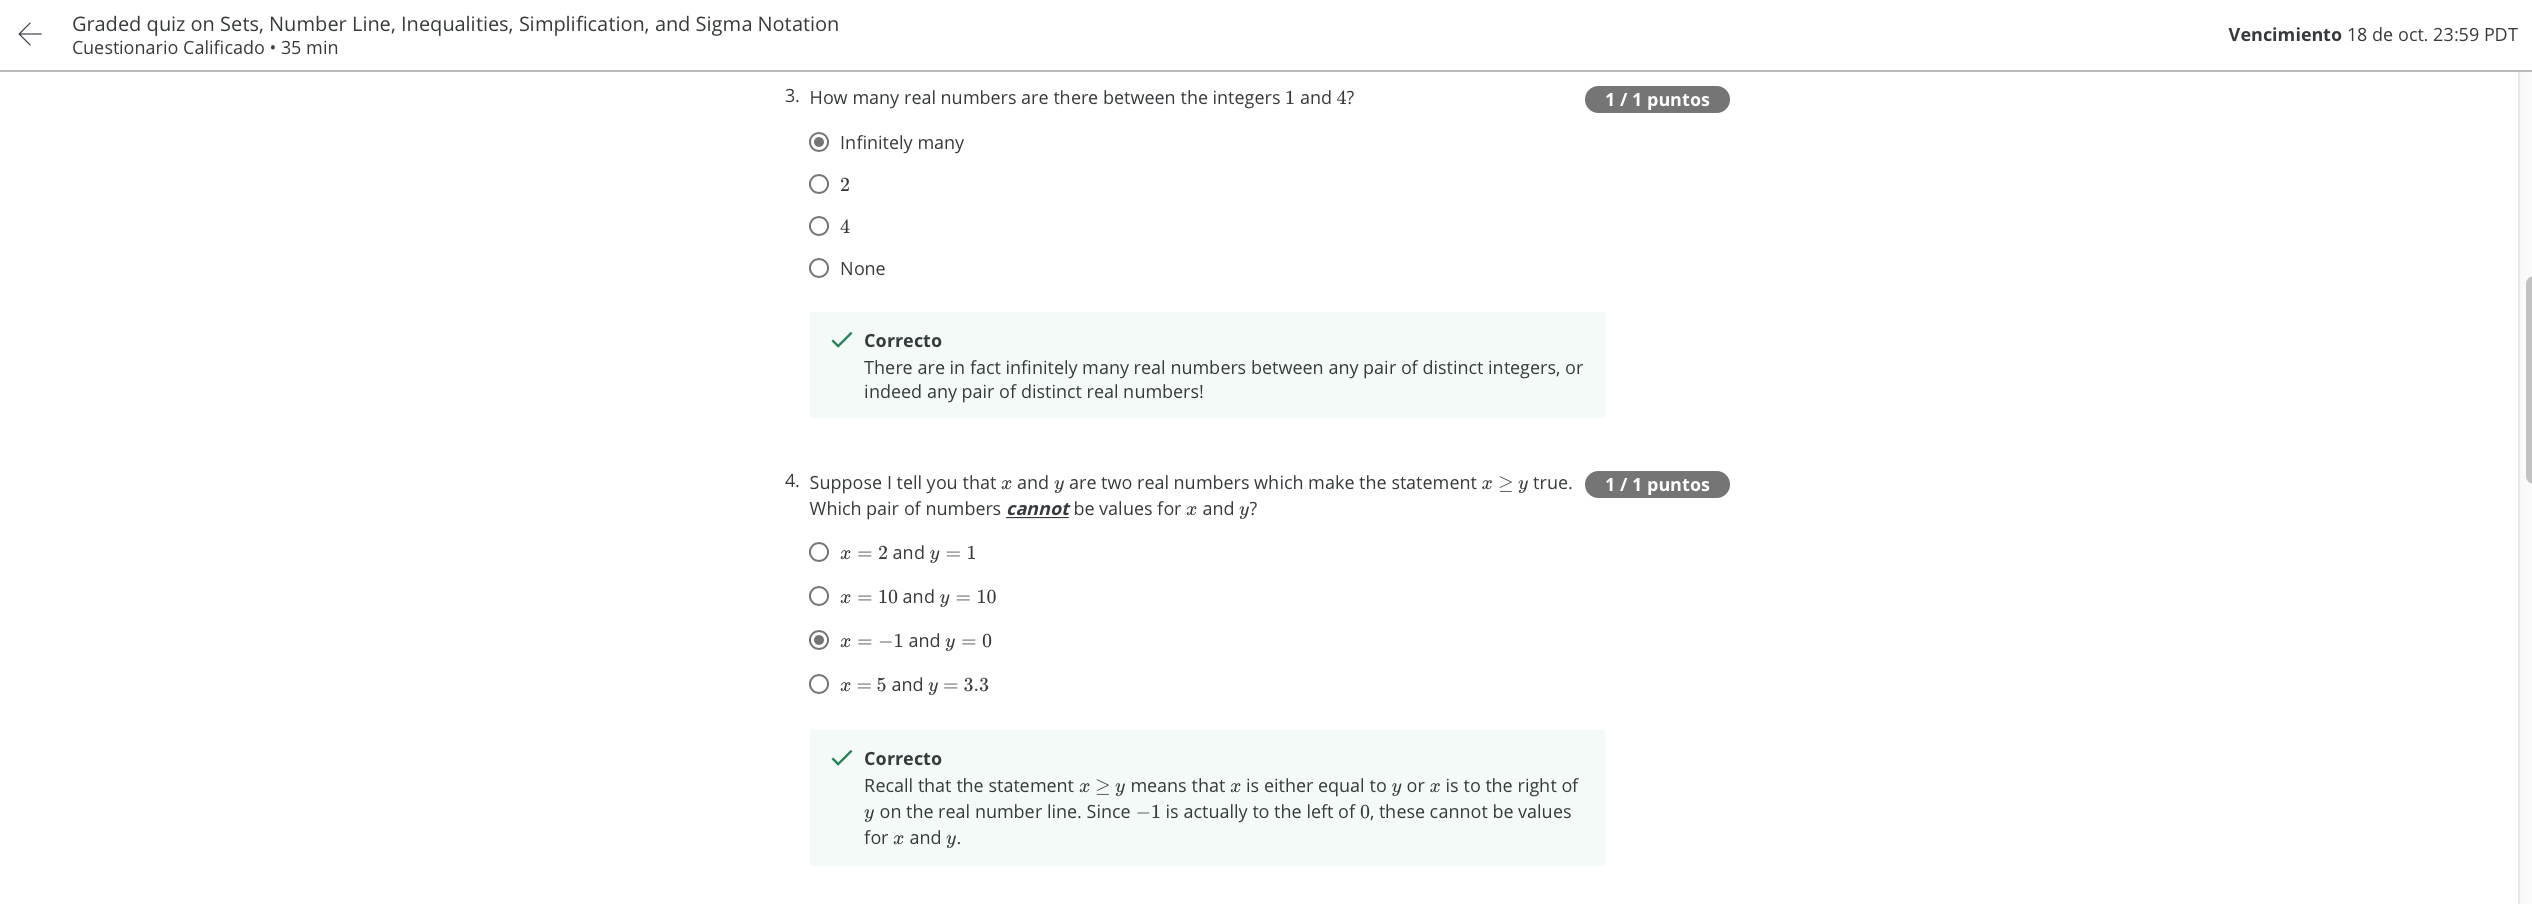 Graded quiz on Sets, Number Line, Inequalities, Simplification, and Sigma Notation
Cuestionario Calificado • 35 min
Vencimiento 18 de oct. 23:59 PDT
3. How many real numbers are there between the integers 1 and 4?
1 / 1 puntos
Infinitely many
2
4
None
Correcto
There are in fact infinitely many real numbers between any pair of distinct integers, or
indeed any pair of distinct real numbers!
4. Suppose I tell you that x and y are two real numbers which make the statement x ≥ y true.
1 / 1 puntos
Which pair of numbers cannot be values for x and y?
x = 2 and y = 1
x = 10 and y = 10
x = −1 and y = 0
x = 5 and y = 3.3
Correcto
Recall that the statement x ≥ y means that x is either equal to y or x is to the right of
y on the real number line. Since −1 is actually to the left of 0, these cannot be values
for x and y.